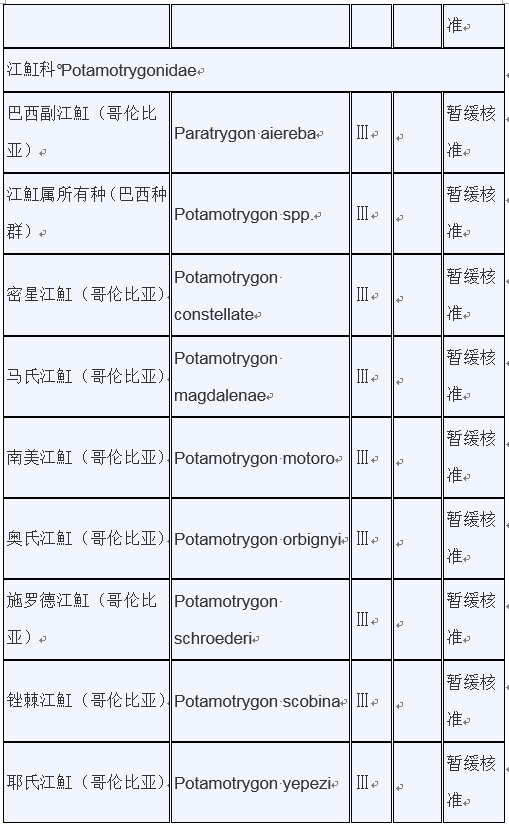 准
江魟科 Potamotrygonidae
巴西副江魟（哥伦比
亚）
Paratrygon aiereba
Ⅲ
暂缓核
准
江魟属所有种（巴西种
群）
Potamotrygon spp.
Ⅲ
暂缓核
准
密星江魟（哥伦比亚）
Potamotrygon
constellate
Ⅲ
暂缓核
准
马氏江魟（哥伦比亚）
Potamotrygon
magdalenae
Ⅲ
暂缓核
准
南美江魟（哥伦比亚）
Potamotrygon motoro
Ⅲ
暂缓核
准
奥氏江魟（哥伦比亚）
Potamotrygon orbignyi
Ⅲ
暂缓核
准
施罗德江魟（哥伦比
亚）
Potamotrygon
schroederi
Ⅲ
暂缓核
准
锉棘江魟（哥伦比亚）
Potamotrygon scobina
Ⅲ
暂缓核
准
耶氏江魟（哥伦比亚）
Potamotrygon yepezi
Ⅲ
暂缓核
准